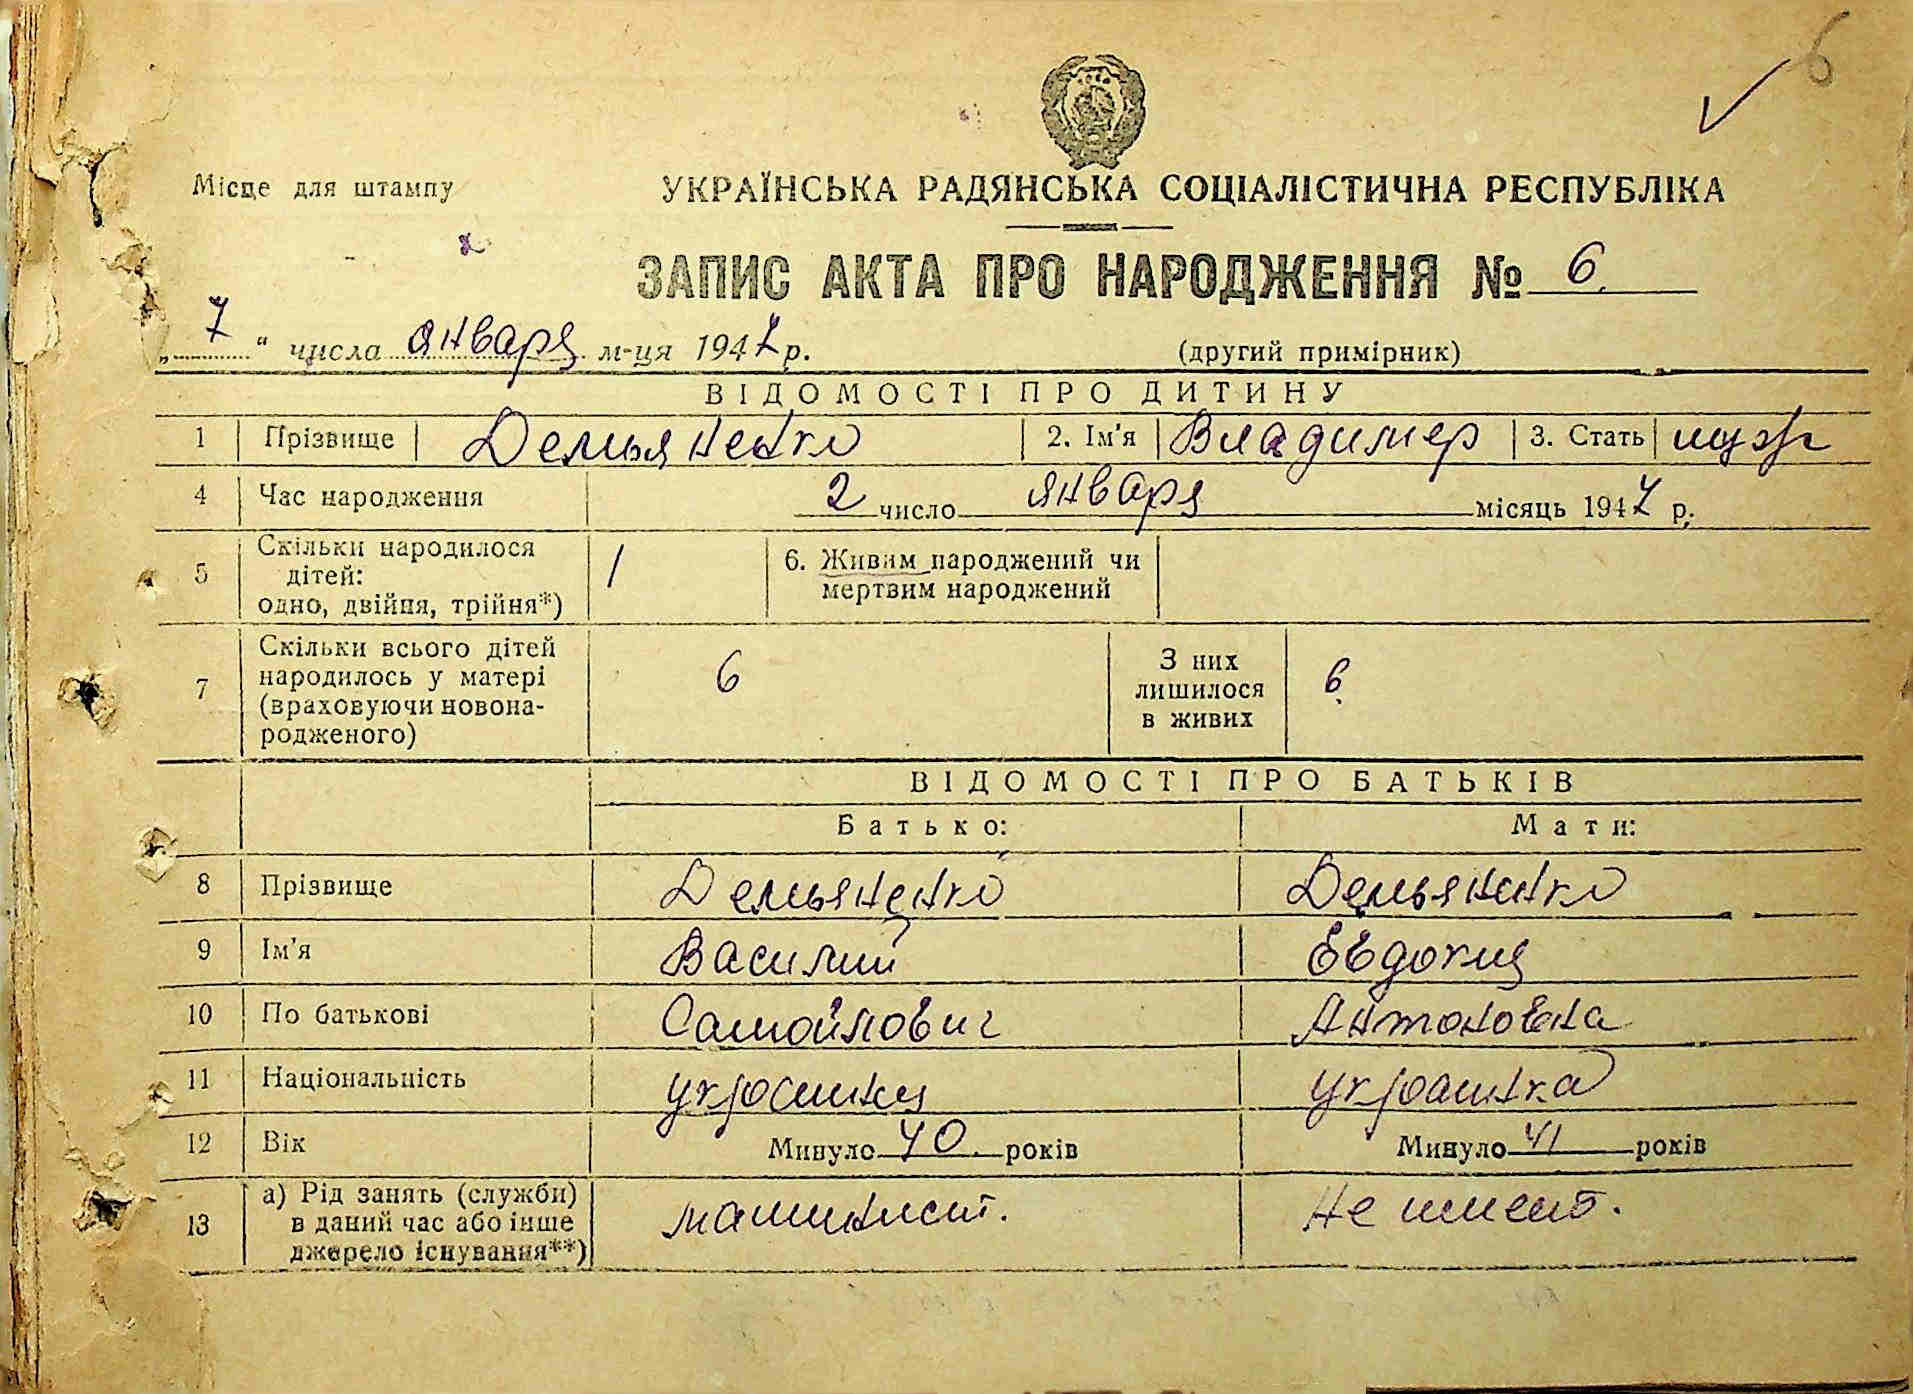 6
Місце для штампу
УКРАЇНСЬКА РАДЯНСЬКА СОЦІАЛІСТИЧНА РЕСПУБЛІКА
ЗАПИС АКТА ПРО НАРОДЖЕННЯ № 6.
„7“ числа января м-ця 1947 р.
(другий примірник)
ВІДОМОСТІ ПРО ДИТИНУ
1 Прізвище Демьяненко 2. Ім'я Владимер 3. Стать муж
4 Час народження 2 число января місяць 1947 р.
5 Скільки народилося дітей: одно, двійня, трійня*) 1 6. Живим народжений чи мертвим народжений
7 Скільки всього дітей народилось у матері (враховуючи новонародженого) 6 З них лишилося в живих 6.
ВІДОМОСТІ ПРО БАТЬКІВ
Батько: Мати:
8 Прізвище Демьяненко Демьяненко
9 Ім'я Василий Евдокия
10 По батькові Самойлович Антоновна
11 Національність украинец украинка
12 Вік Минуло 40 років Минуло 41 років
13 а) Рід занять (служби) в даний час або інше джерело існування**) машинист. не имеет.